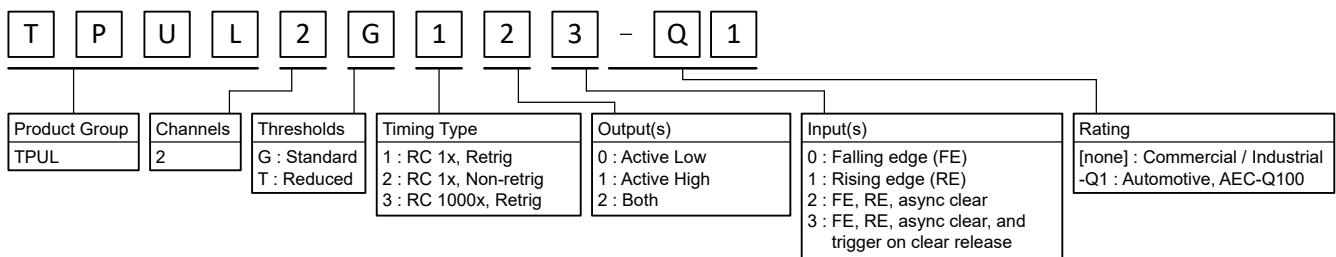 T P U L 2 G 1 2 3 – Q 1
Product Group
TPUL
Channels
2
Thresholds
G : Standard
T : Reduced
Timing Type
1 : RC 1x, Retrig
2 : RC 1x, Non-retrig
3 : RC 1000x, Retrig
Output(s)
0 : Active Low
1 : Active High
2 : Both
Input(s)
0 : Falling edge (FE)
1 : Rising edge (RE)
2 : FE, RE, async clear
3 : FE, RE, async clear, and
trigger on clear release
Rating
[none] : Commercial / Industrial
-Q1 : Automotive, AEC-Q100